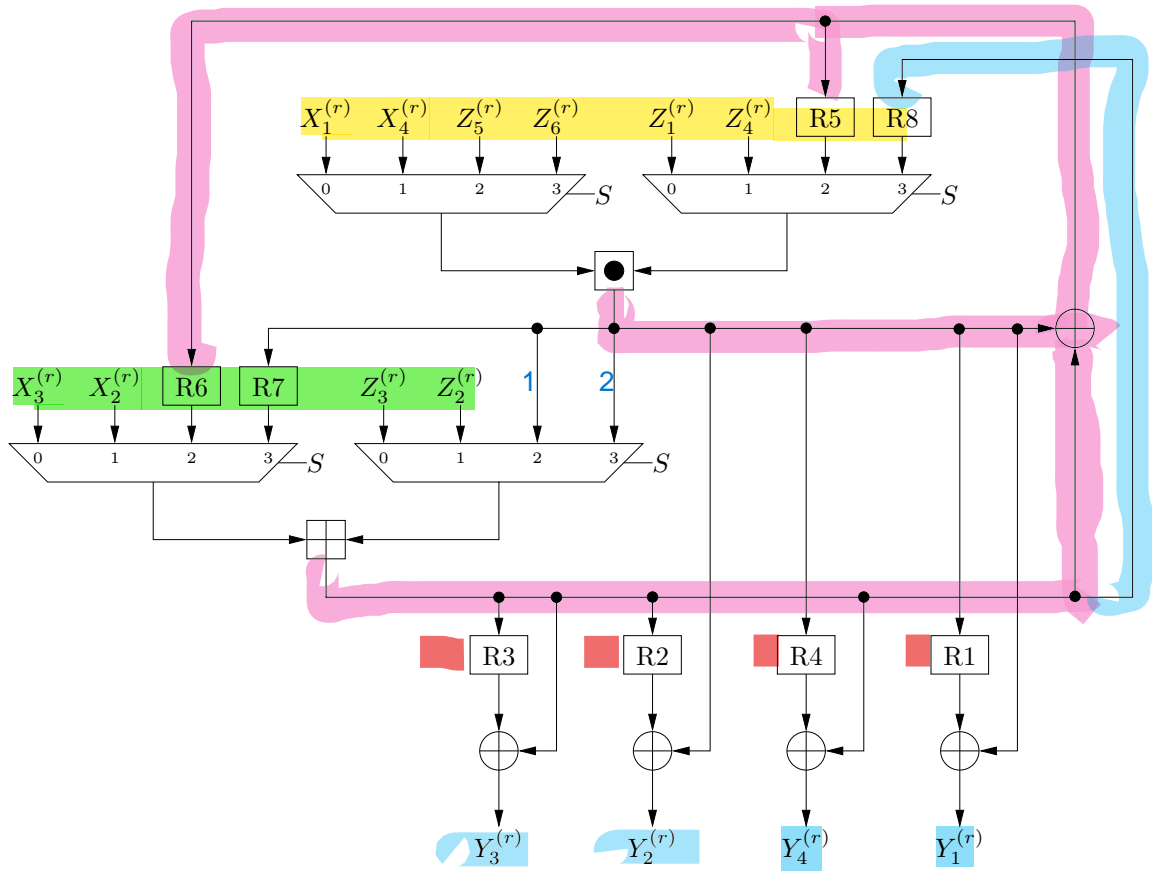 X_1^{(r)} X_4^{(r)} Z_5^{(r)} Z_6^{(r)} Z_1^{(r)} Z_4^{(r)} R5 R8
0 1 2 3 S 0 1 2 3 S
X_3^{(r)} X_2^{(r)} R6 R7 Z_3^{(r)} Z_2^{(r)} 1 2
0 1 2 3 S 0 1 2 3 S
R3 R2 R4 R1
Y_3^{(r)} Y_2^{(r)} Y_4^{(r)} Y_1^{(r)}